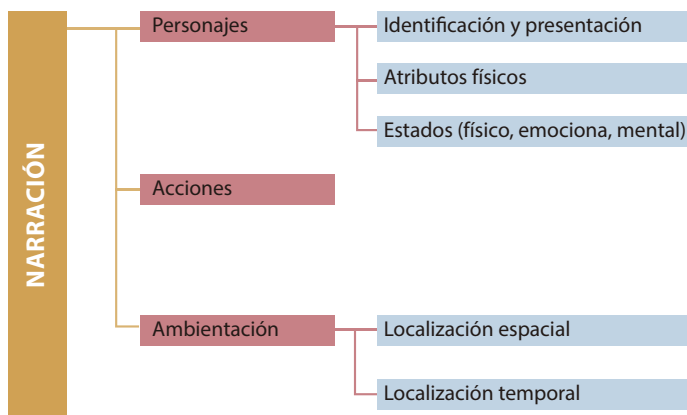 NARRACIÓN
Personajes
Identificación y presentación
Atributos físicos
Estados (físico, emociona, mental)
Acciones
Ambientación
Localización espacial
Localización temporal